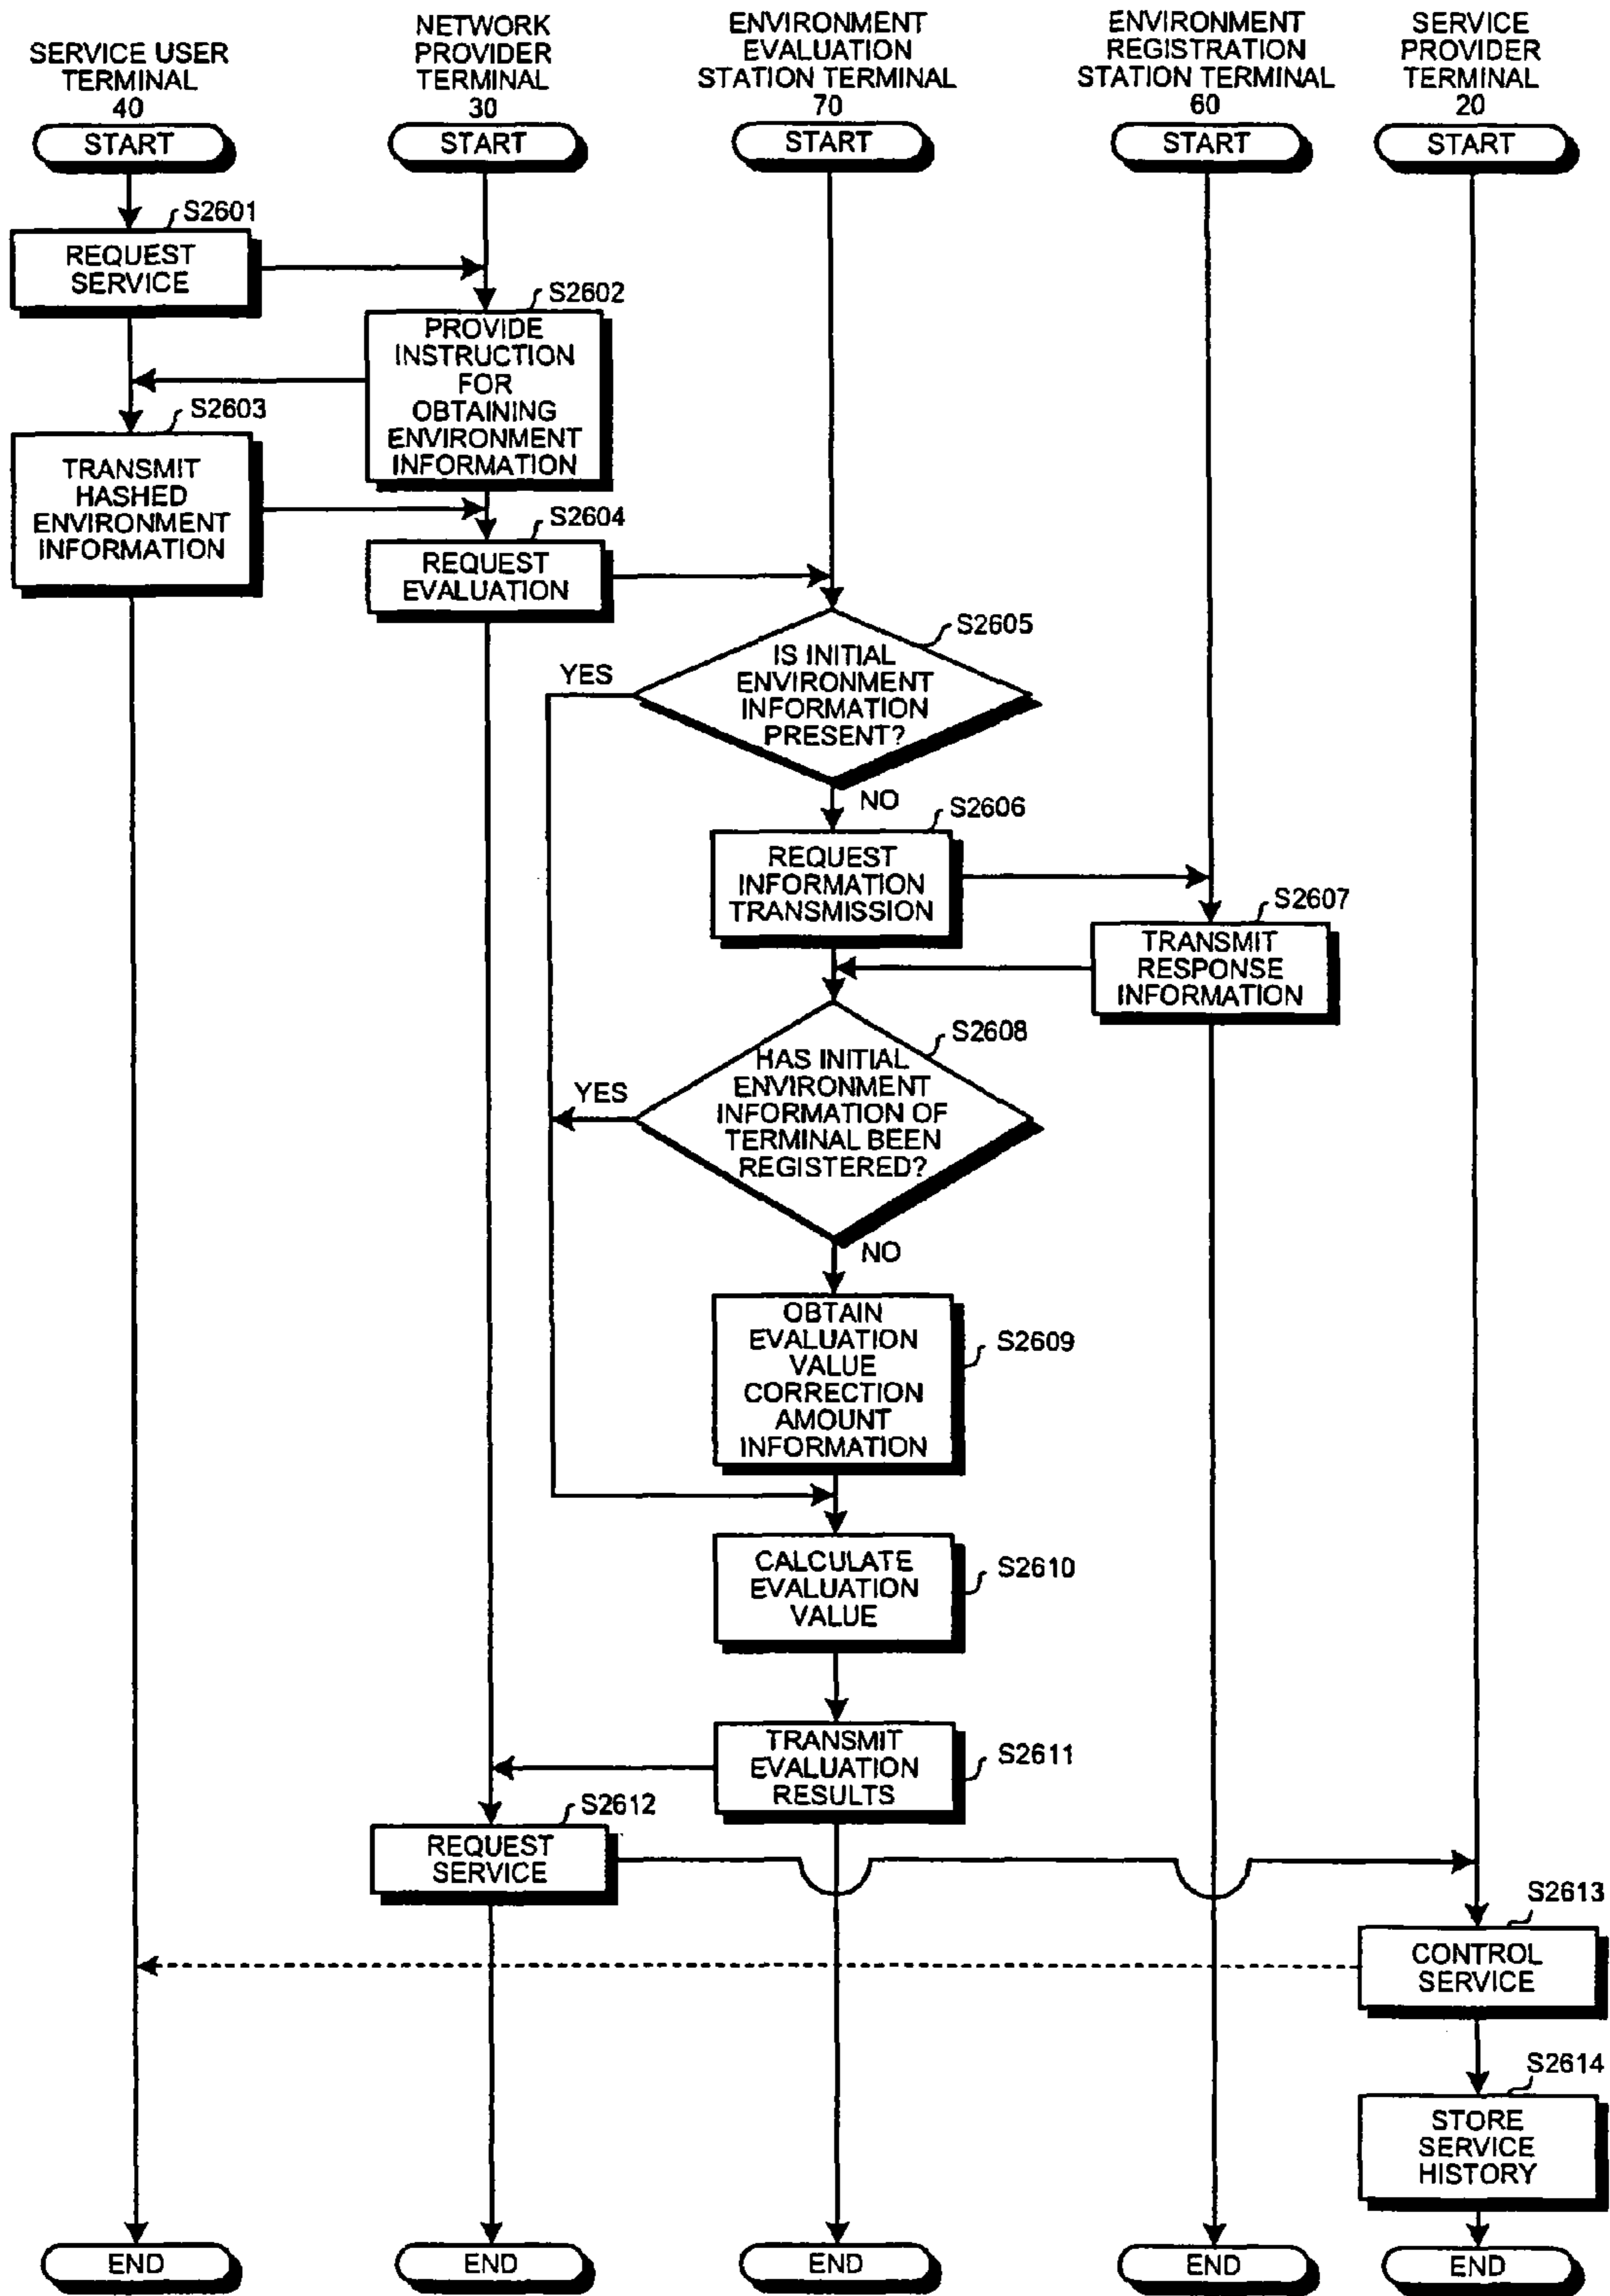 SERVICE USER
TERMINAL
40
NETWORK
PROVIDER
TERMINAL
30
ENVIRONMENT
EVALUATION
STATION TERMINAL
70
ENVIRONMENT
REGISTRATION
STATION TERMINAL
60
SERVICE
PROVIDER
TERMINAL
20
START
START
START
START
START
S2601
REQUEST
SERVICE
S2602
PROVIDE
INSTRUCTION
FOR
OBTAINING
ENVIRONMENT
INFORMATION
S2603
TRANSMIT
HASHED
ENVIRONMENT
INFORMATION
S2604
REQUEST
EVALUATION
S2605
IS INITIAL
ENVIRONMENT
INFORMATION
PRESENT?
YES
NO
S2606
REQUEST
INFORMATION
TRANSMISSION
S2607
TRANSMIT
RESPONSE
INFORMATION
S2608
HAS INITIAL
ENVIRONMENT
INFORMATION OF
TERMINAL BEEN
REGISTERED?
YES
NO
S2609
OBTAIN
EVALUATION
VALUE
CORRECTION
AMOUNT
INFORMATION
S2610
CALCULATE
EVALUATION
VALUE
S2611
TRANSMIT
EVALUATION
RESULTS
S2612
REQUEST
SERVICE
S2613
CONTROL
SERVICE
S2614
STORE
SERVICE
HISTORY
END
END
END
END
END